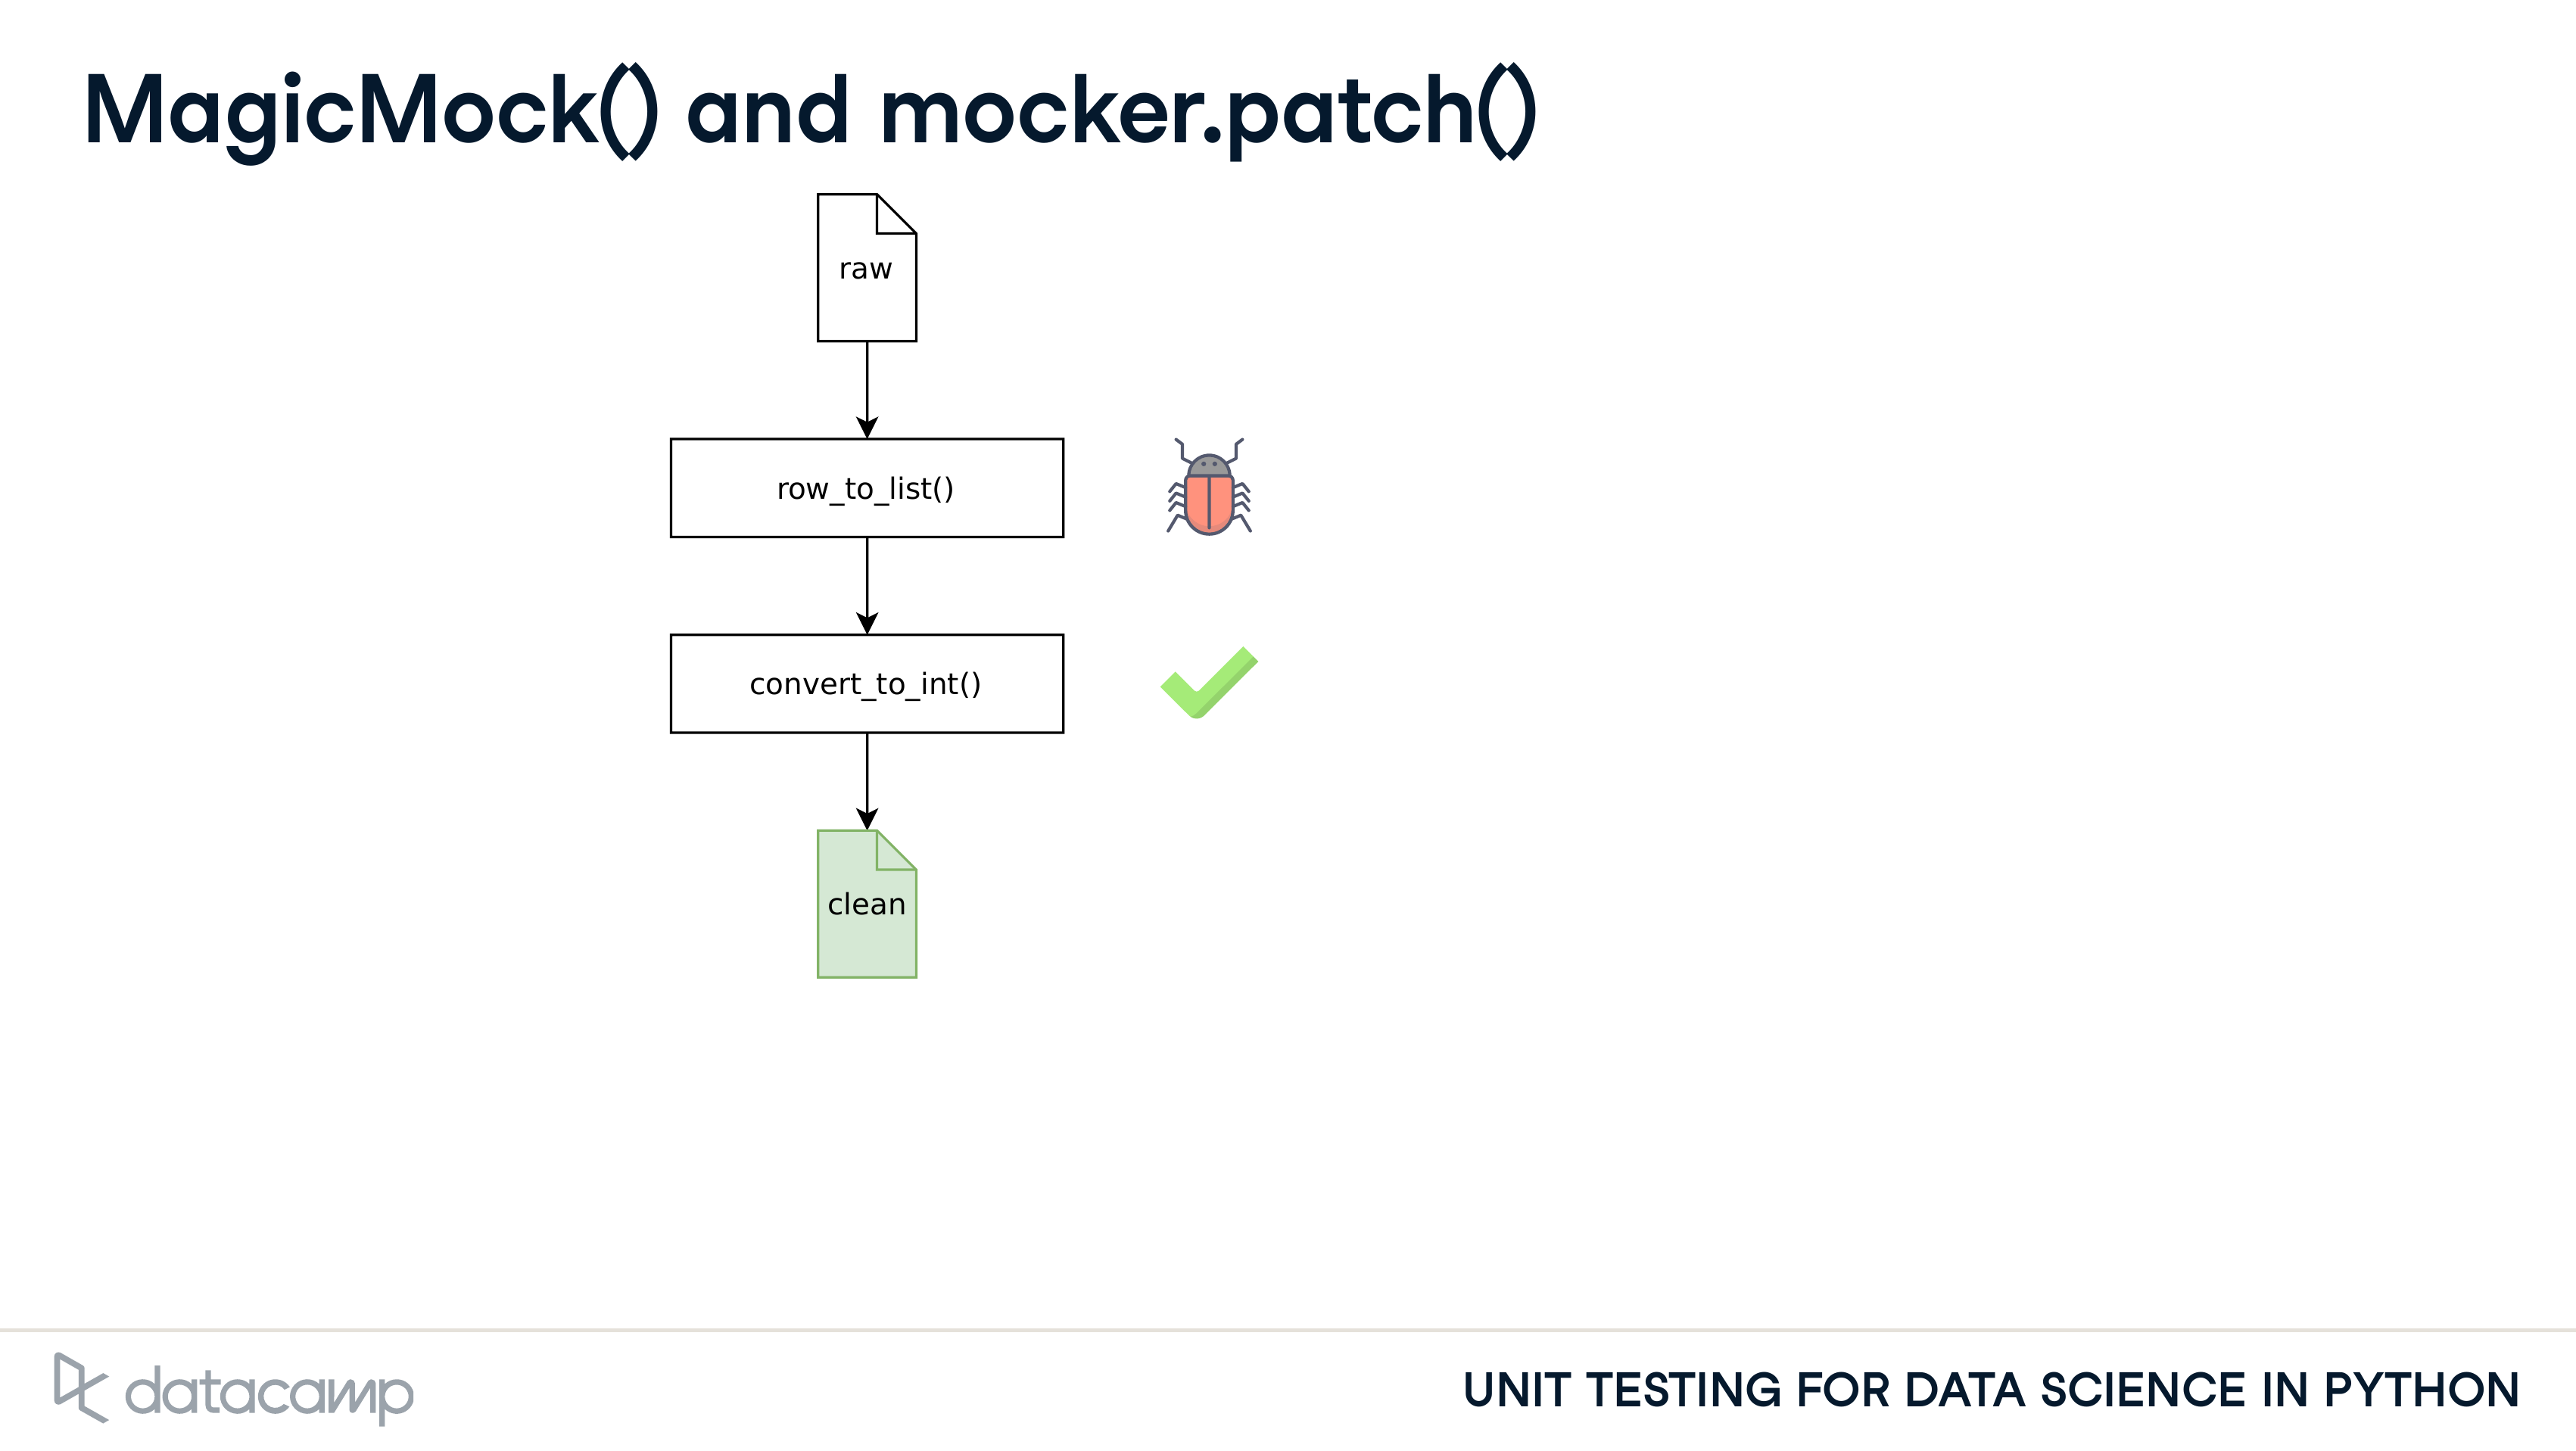 MagicMock() and mocker.patch()
raw
row_to_list()
convert_to_int()
clean
datacamp
UNIT TESTING FOR DATA SCIENCE IN PYTHON